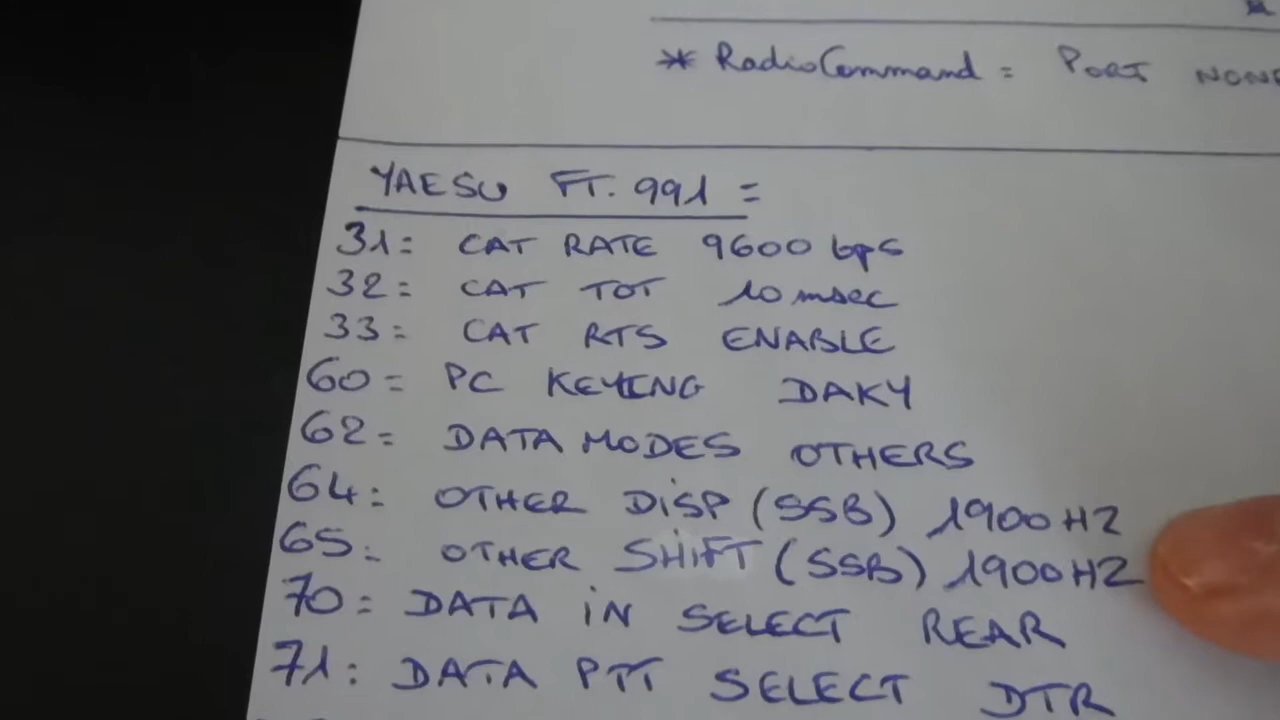 * RadioCommand = PORT NONE
YAESU FT.991 =
31: CAT RATE 9600 bps
32: CAT TOT 10 msec
33: CAT RTS ENABLE
60= PC KEYING DAKY
62= DATA MODES OTHERS
64: OTHER DISP (SSB) 1900 HZ
65: OTHER SHIFT (SSB) 1900 HZ
70= DATA IN SELECT REAR
71: DATA PTT SELECT DTR